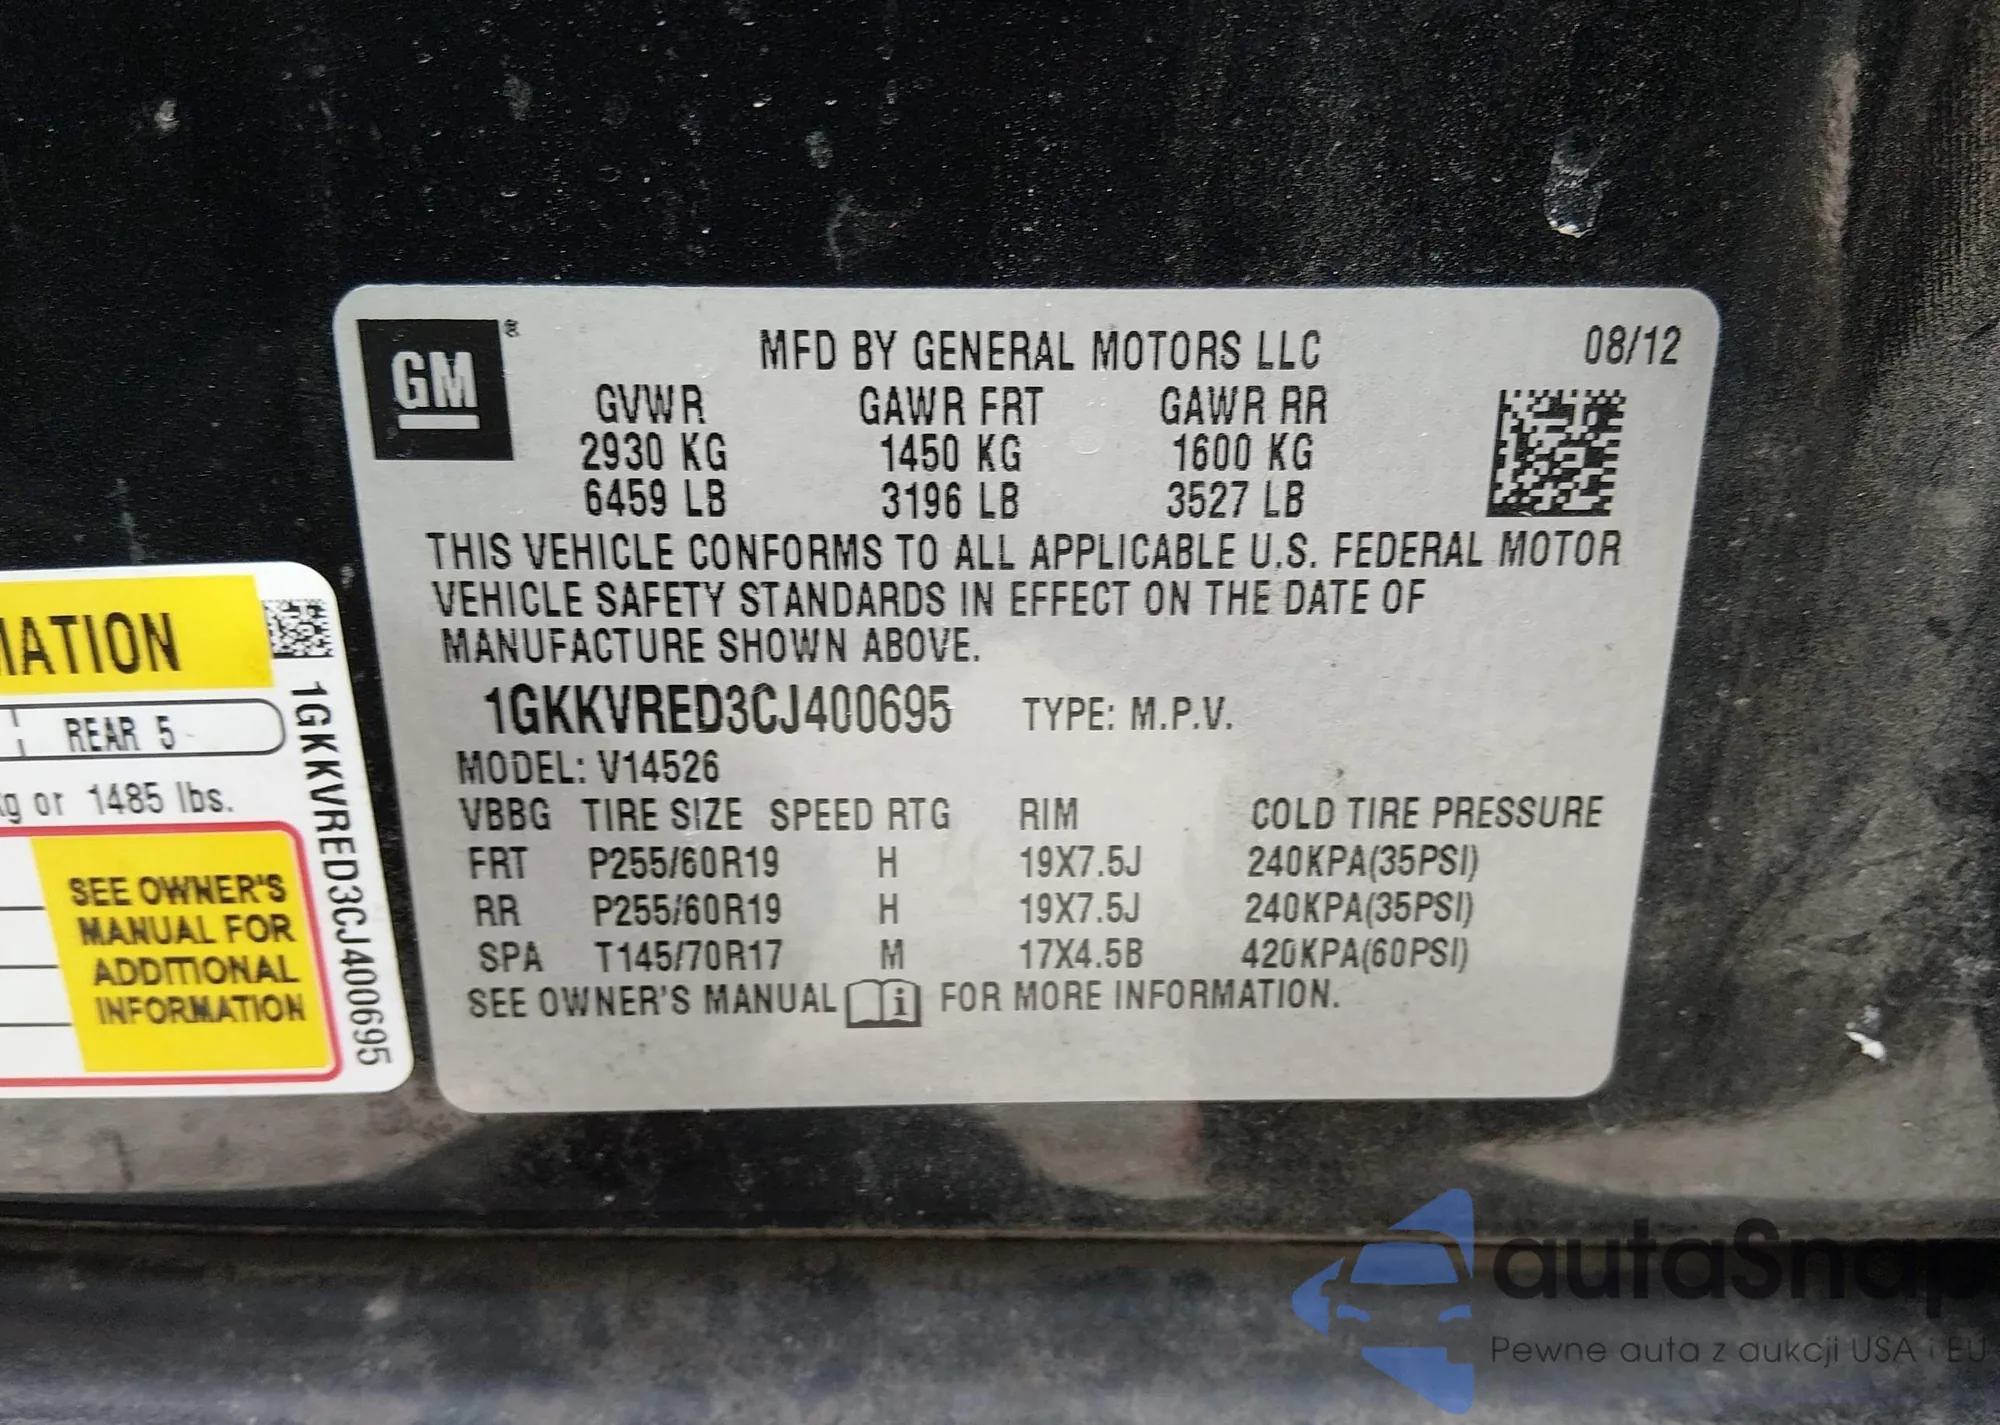 GM
®
MFD BY GENERAL MOTORS LLC 08/12
GVWR GAWR FRT GAWR RR
2930 KG 1450 KG 1600 KG
6459 LB 3196 LB 3527 LB
THIS VEHICLE CONFORMS TO ALL APPLICABLE U.S. FEDERAL MOTOR
VEHICLE SAFETY STANDARDS IN EFFECT ON THE DATE OF
MANUFACTURE SHOWN ABOVE.
1GKKVRED3CJ400695 TYPE: M.P.V.
MODEL: V14526
VBBG TIRE SIZE SPEED RTG RIM COLD TIRE PRESSURE
FRT P255/60R19 H 19X7.5J 240KPA(35PSI)
RR P255/60R19 H 19X7.5J 240KPA(35PSI)
SPA T145/70R17 M 17X4.5B 420KPA(60PSI)
SEE OWNER'S MANUAL i FOR MORE INFORMATION.
MATION
REAR 5
kg or 1485 lbs.
SEE OWNER'S
MANUAL FOR
ADDITIONAL
INFORMATION
1GKKVRED3CJ400695
autaSnap
Pewne auta z aukcji USA i EU